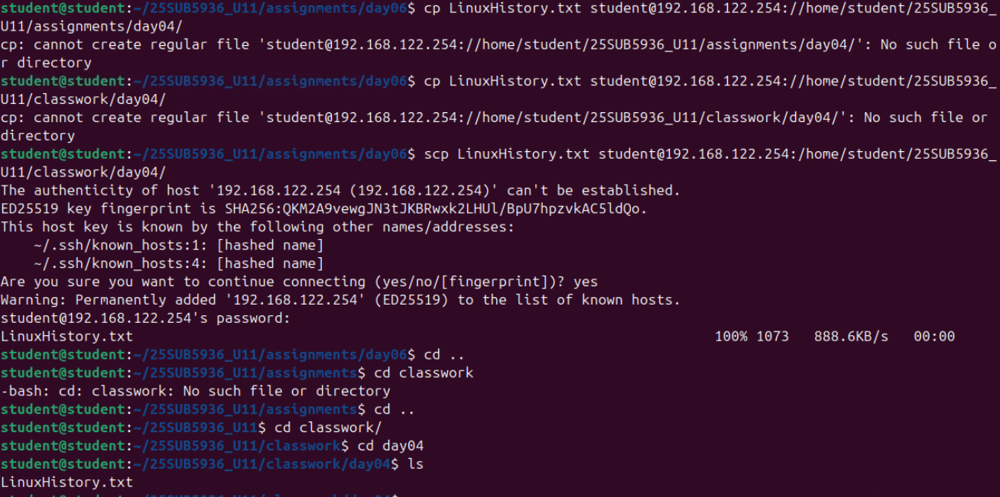 student@student:~/25SUB5936_U11/assignments/day06$ cp LinuxHistory.txt student@192.168.122.254://home/student/25SUB5936_
U11/assignments/day04/
cp: cannot create regular file 'student@192.168.122.254://home/student/25SUB5936_U11/assignments/day04/': No such file o
r directory
student@student:~/25SUB5936_U11/assignments/day06$ cp LinuxHistory.txt student@192.168.122.254://home/student/25SUB5936_
U11/classwork/day04/
cp: cannot create regular file 'student@192.168.122.254://home/student/25SUB5936_U11/classwork/day04/': No such file or
directory
student@student:~/25SUB5936_U11/assignments/day06$ scp LinuxHistory.txt student@192.168.122.254:/home/student/25SUB5936_
U11/classwork/day04/
The authenticity of host '192.168.122.254 (192.168.122.254)' can't be established.
ED25519 key fingerprint is SHA256:QKM2A9vewgJN3tJKBRwxk2LHUl/BpU7hpzvkAC5ldQo.
This host key is known by the following other names/addresses:
    ~/.ssh/known_hosts:1: [hashed name]
    ~/.ssh/known_hosts:4: [hashed name]
Are you sure you want to continue connecting (yes/no/[fingerprint])? yes
Warning: Permanently added '192.168.122.254' (ED25519) to the list of known hosts.
student@192.168.122.254's password:
LinuxHistory.txt 100% 1073 888.6KB/s 00:00
student@student:~/25SUB5936_U11/assignments/day06$ cd ..
student@student:~/25SUB5936_U11/assignments$ cd classwork
-bash: cd: classwork: No such file or directory
student@student:~/25SUB5936_U11/assignments$ cd ..
student@student:~/25SUB5936_U11$ cd classwork/
student@student:~/25SUB5936_U11/classwork$ cd day04
student@student:~/25SUB5936_U11/classwork/day04$ ls
LinuxHistory.txt